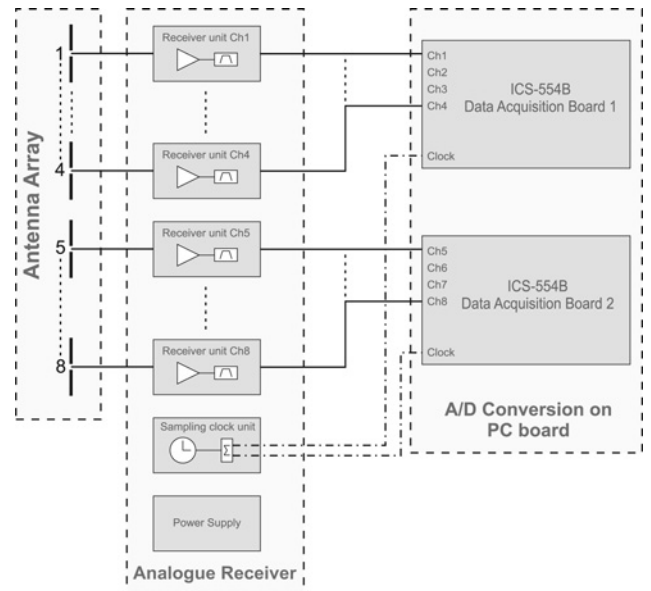 Antenna Array
1
4
5
8
Receiver unit Ch1
Receiver unit Ch4
Receiver unit Ch5
Receiver unit Ch8
Sampling clock unit
Σ
Power Supply
Analogue Receiver
Ch1
Ch2
Ch3
Ch4
Clock
ICS-554B
Data Acquisition Board 1
Ch5
Ch6
Ch7
Ch8
Clock
ICS-554B
Data Acquisition Board 2
A/D Conversion on
PC board